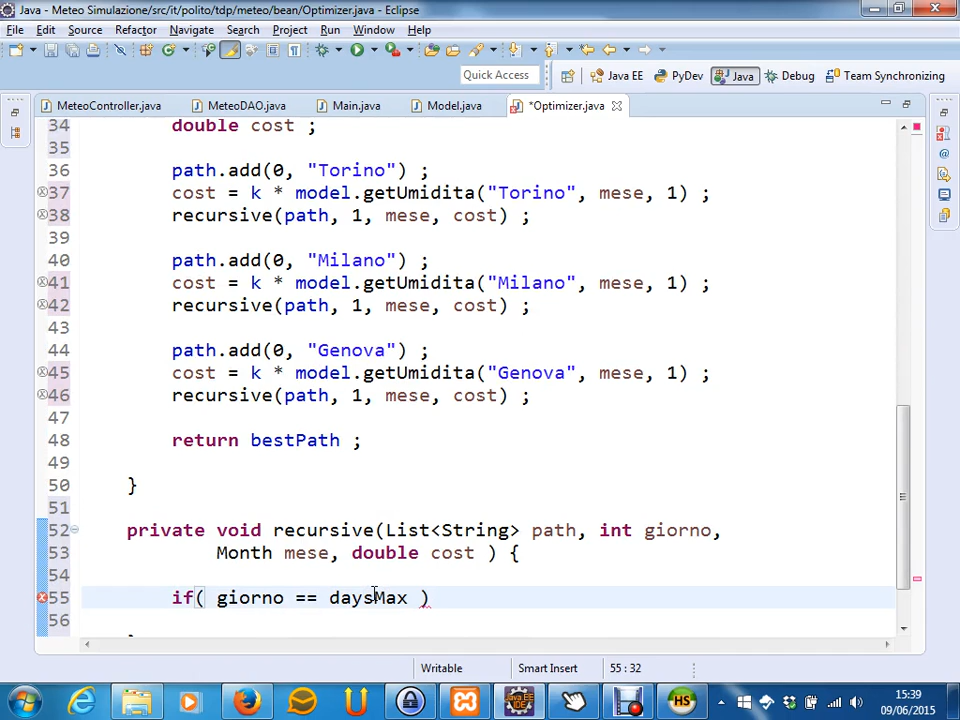 Java - Meteo Simulazione/src/it/polito/tdp/meteo/bean/Optimizer.java - Eclipse
File Edit Source Refactor Navigate Search Project Run Window Help
Quick Access Java EE PyDev Java Debug Team Synchronizing
MeteoController.java MeteoDAO.java Main.java Model.java *Optimizer.java
34 double cost ;
35
36 path.add(0, "Torino") ;
37 cost = k * model.getUmidita("Torino", mese, 1) ;
38 recursive(path, 1, mese, cost) ;
39
40 path.add(0, "Milano") ;
41 cost = k * model.getUmidita("Milano", mese, 1) ;
42 recursive(path, 1, mese, cost) ;
43
44 path.add(0, "Genova") ;
45 cost = k * model.getUmidita("Genova", mese, 1) ;
46 recursive(path, 1, mese, cost) ;
47
48 return bestPath ;
49
50 }
51
52 private void recursive(List<String> path, int giorno,
53 Month mese, double cost ) {
54
55 if( giorno == daysMax )
56
Writable Smart Insert 55 : 32
15:39
09/06/2015
JavaEE
IDE
HS